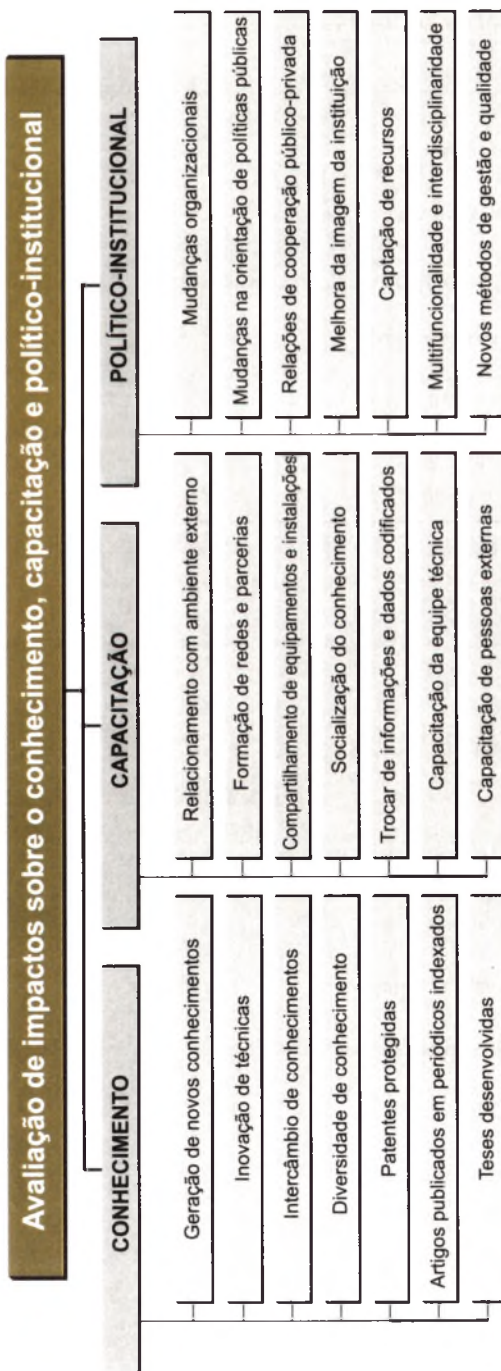 Avaliação de impactos sobre o conhecimento, capacitação e político-institucional
CONHECIMENTO
Geração de novos conhecimentos
Inovação de técnicas
Intercâmbio de conhecimentos
Diversidade de conhecimento
Patentes protegidas
Artigos publicados em periódicos indexados
Teses desenvolvidas
CAPACITAÇÃO
Relacionamento com ambiente externo
Formação de redes e parcerias
Compartilhamento de equipamentos e instalações
Socialização do conhecimento
Trocar de informações e dados codificados
Capacitação da equipe técnica
Capacitação de pessoas externas
POLÍTICO-INSTITUCIONAL
Mudanças organizacionais
Mudanças na orientação de políticas públicas
Relações de cooperação público-privada
Melhora da imagem da instituição
Captação de recursos
Multifuncionalidade e interdisciplinaridade
Novos métodos de gestão e qualidade